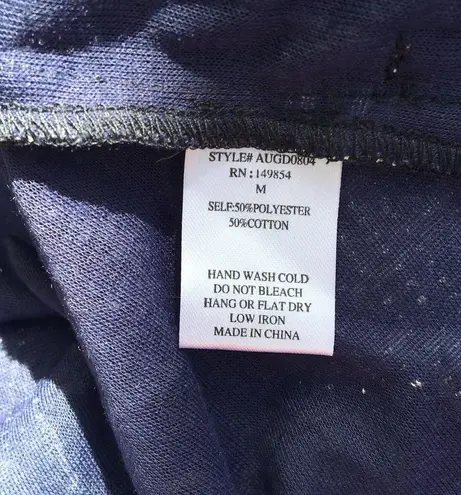 STYLE# AUGD0804
RN : 149854
M
SELF:50%POLYESTER
50%COTTON
HAND WASH COLD
DO NOT BLEACH
HANG OR FLAT DRY
LOW IRON
MADE IN CHINA